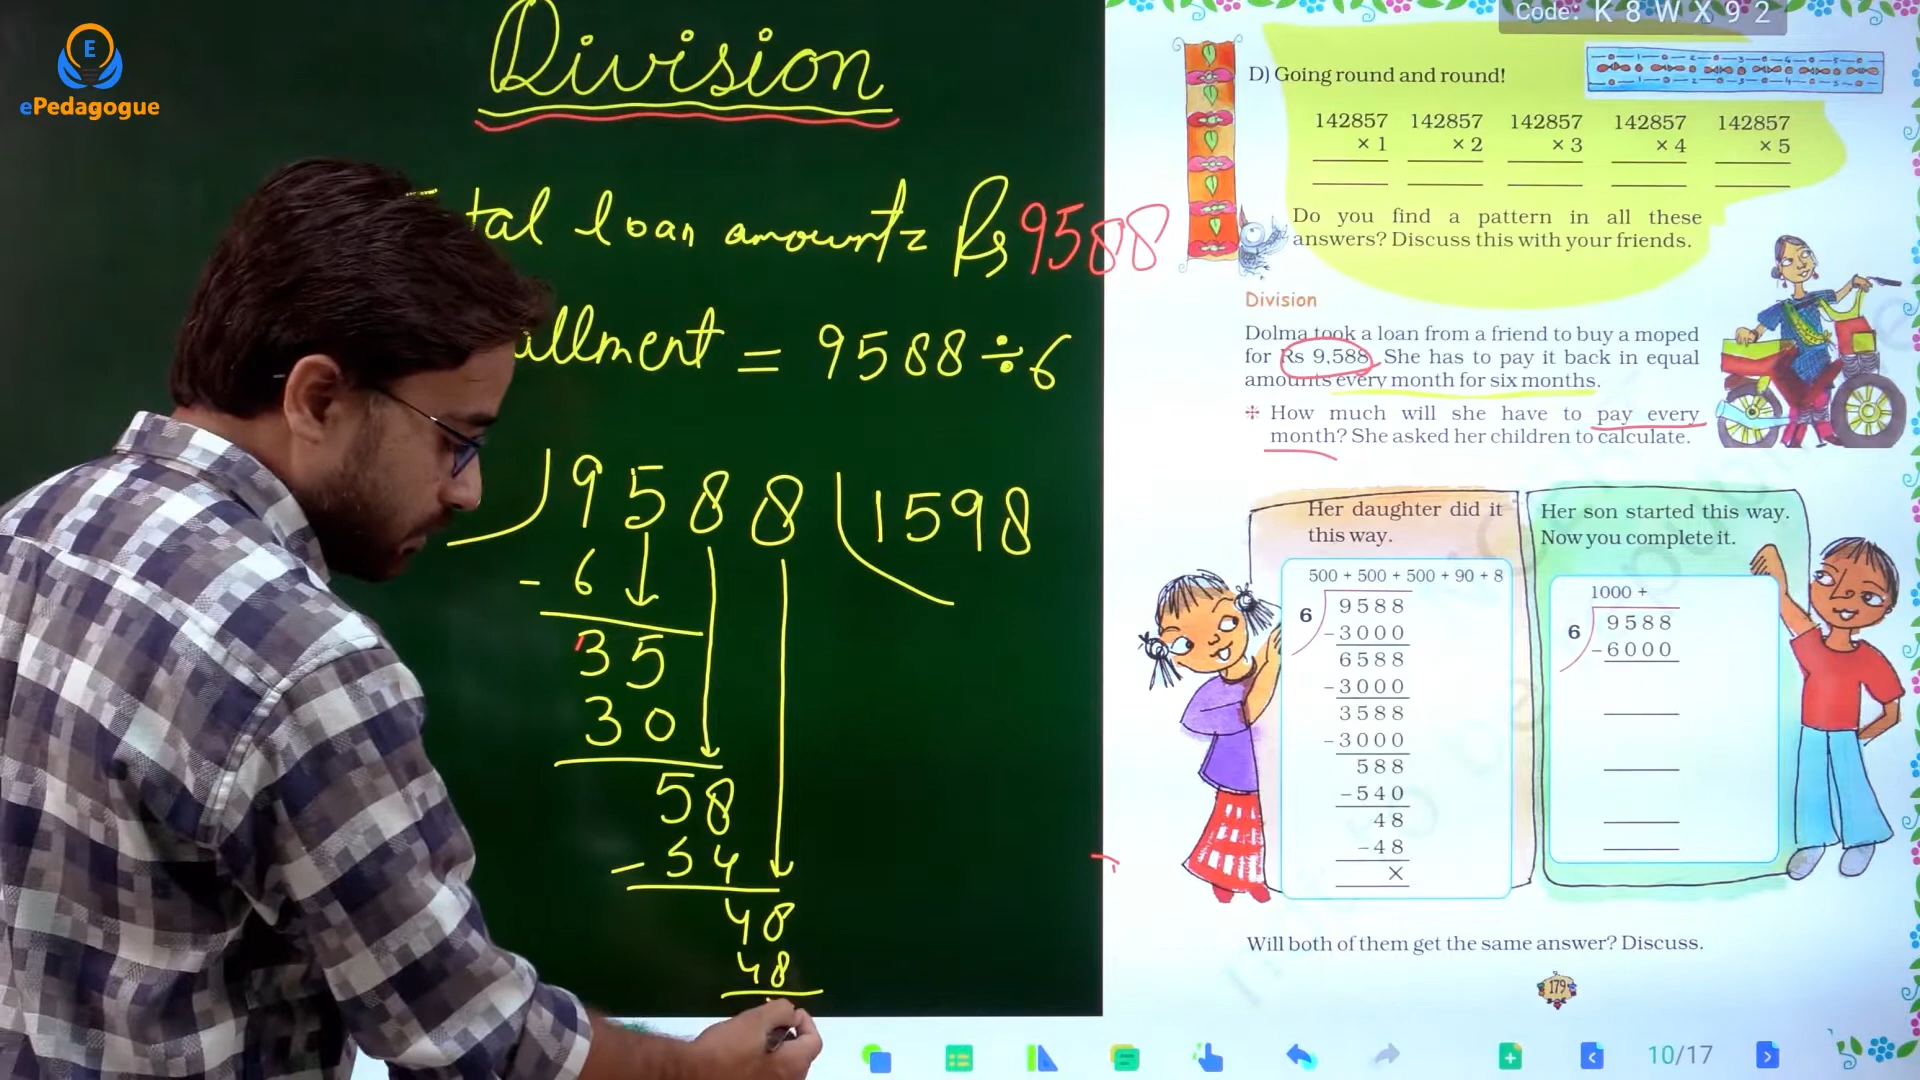 E
ePedagogue
Division
tal loan amount = Rs 9588
allment = 9588 ÷ 6
9588 1598
- 6
35
30
58
- 54
48
48
Code: K 8 W X 9 2
D) Going round and round!
142857 142857 142857 142857 142857
× 1 × 2 × 3 × 4 × 5
Do you find a pattern in all these
answers? Discuss this with your friends.
Division
Dolma took a loan from a friend to buy a moped
for Rs 9,588. She has to pay it back in equal
amounts every month for six months.
✢ How much will she have to pay every
month? She asked her children to calculate.
Her daughter did it
this way.
500 + 500 + 500 + 90 + 8
6 9588
–3000
6588
–3000
3588
–3000
588
–540
48
–48
×
Her son started this way.
Now you complete it.
1000 +
6 9588
–6000
Will both of them get the same answer? Discuss.
179
10/17